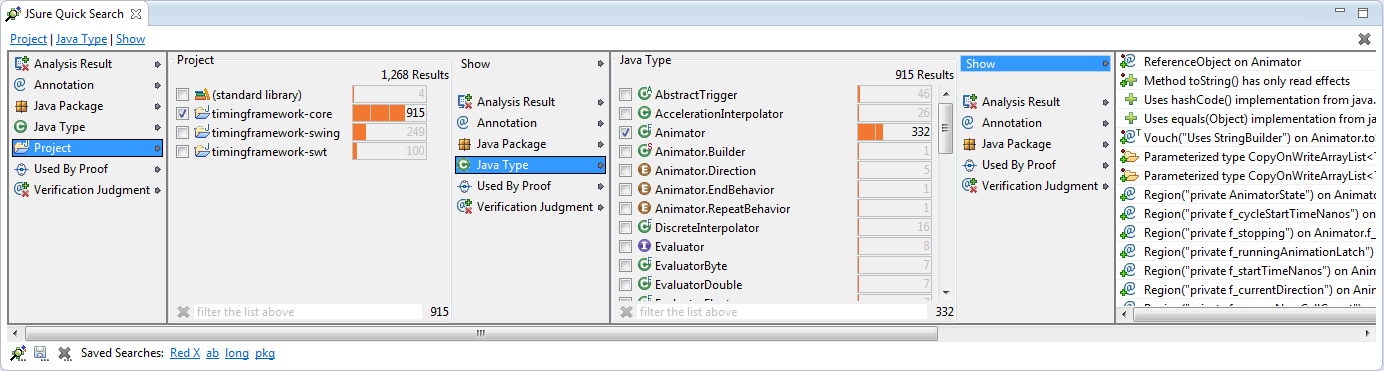 JSure Quick Search
Project | Java Type | Show
Analysis Result
Annotation
Java Package
Java Type
Project
Used By Proof
Verification Judgment
Project
1,268 Results
(standard library) 4
timingframework-core 915
timingframework-swing 249
timingframework-swt 100
filter the list above 915
Show
Analysis Result
Annotation
Java Package
Java Type
Used By Proof
Verification Judgment
Java Type
915 Results
AbstractTrigger 46
AccelerationInterpolator 26
Animator 332
Animator.Builder 1
Animator.Direction 5
Animator.EndBehavior 1
Animator.RepeatBehavior 1
DiscreteInterpolator 16
Evaluator 8
EvaluatorByte 7
EvaluatorDouble 7
filter the list above 332
Show
Analysis Result
Annotation
Java Package
Java Type
Used By Proof
Verification Judgment
ReferenceObject on Animator
Method toString() has only read effects
Uses hashCode() implementation from java.
Uses equals(Object) implementation from ja
Vouch("Uses StringBuilder") on Animator.to
Parameterized type CopyOnWriteArrayList<T
Parameterized type CopyOnWriteArrayList<T
Region("private AnimatorState") on Animato
Region("private f_cycleStartTimeNanos") on
Region("private f_stopping") on Animator.f_
Region("private f_runningAnimationLatch")
Region("private f_startTimeNanos") on Anim
Region("private f_currentDirection") on Anim
Saved Searches: Red X ab long pkg